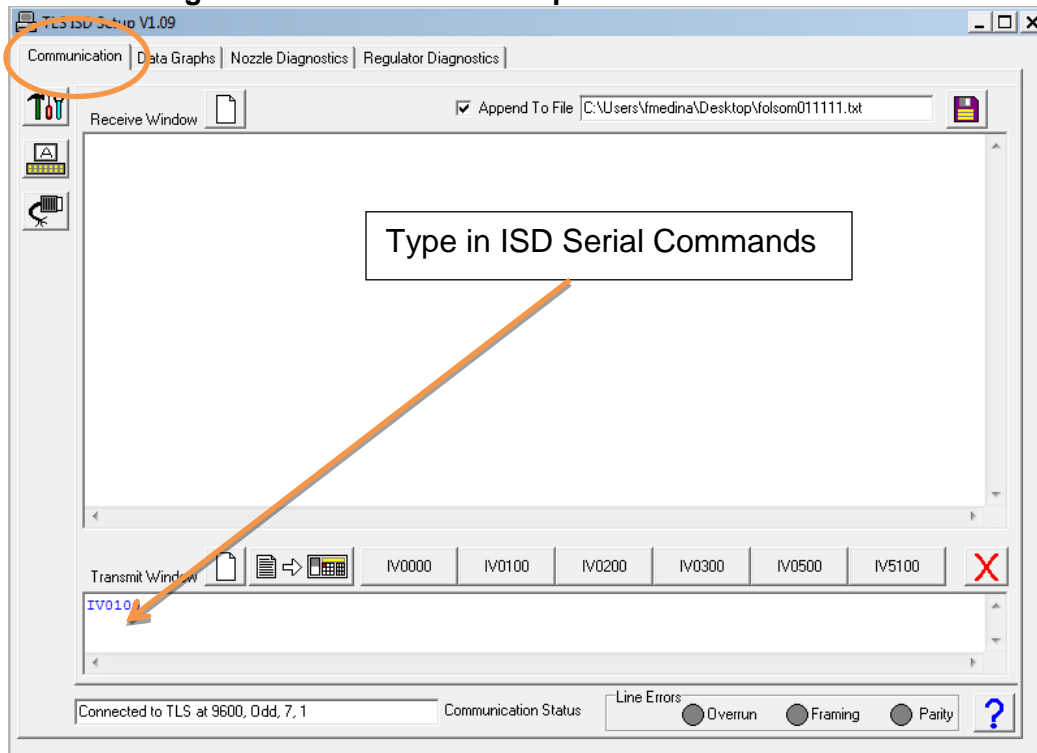 TLS ISD Setup V1.09
Communication Data Graphs Nozzle Diagnostics Regulator Diagnostics
Receive Window Append To File C:\Users\fmedina\Desktop\folsom011111.txt
A
Type in ISD Serial Commands
Transmit Window IV0000 IV0100 IV0200 IV0300 IV0500 IV5100 X
IV010
Connected to TLS at 9600, Odd, 7, 1 Communication Status Line Errors Overrun Framing Parity ?